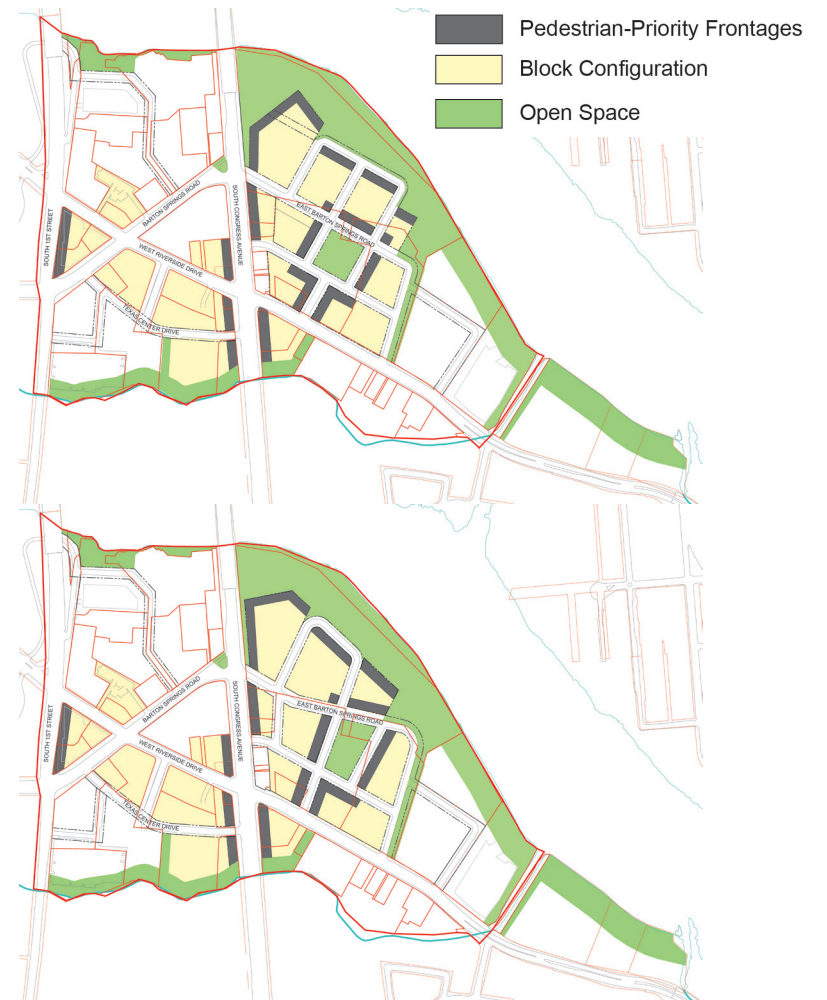 Pedestrian-Priority Frontages
Block Configuration
Open Space
SOUTH 1ST STREET
BARTON SPRINGS ROAD
SOUTH CONGRESS AVENUE
EAST BARTON SPRINGS ROAD
WEST RIVERSIDE DRIVE
TEXAS CENTER DRIVE
SOUTH 1ST STREET
BARTON SPRINGS ROAD
SOUTH CONGRESS AVENUE
EAST BARTON SPRINGS ROAD
WEST RIVERSIDE DRIVE
TEXAS CENTER DRIVE